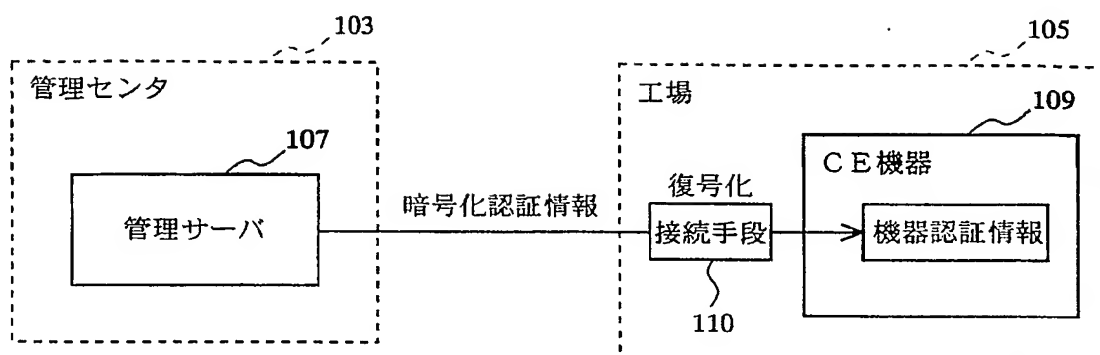 103
105
管理センタ
工場
107
109
CE機器
管理サーバ
暗号化認証情報
復号化
接続手段
機器認証情報
110